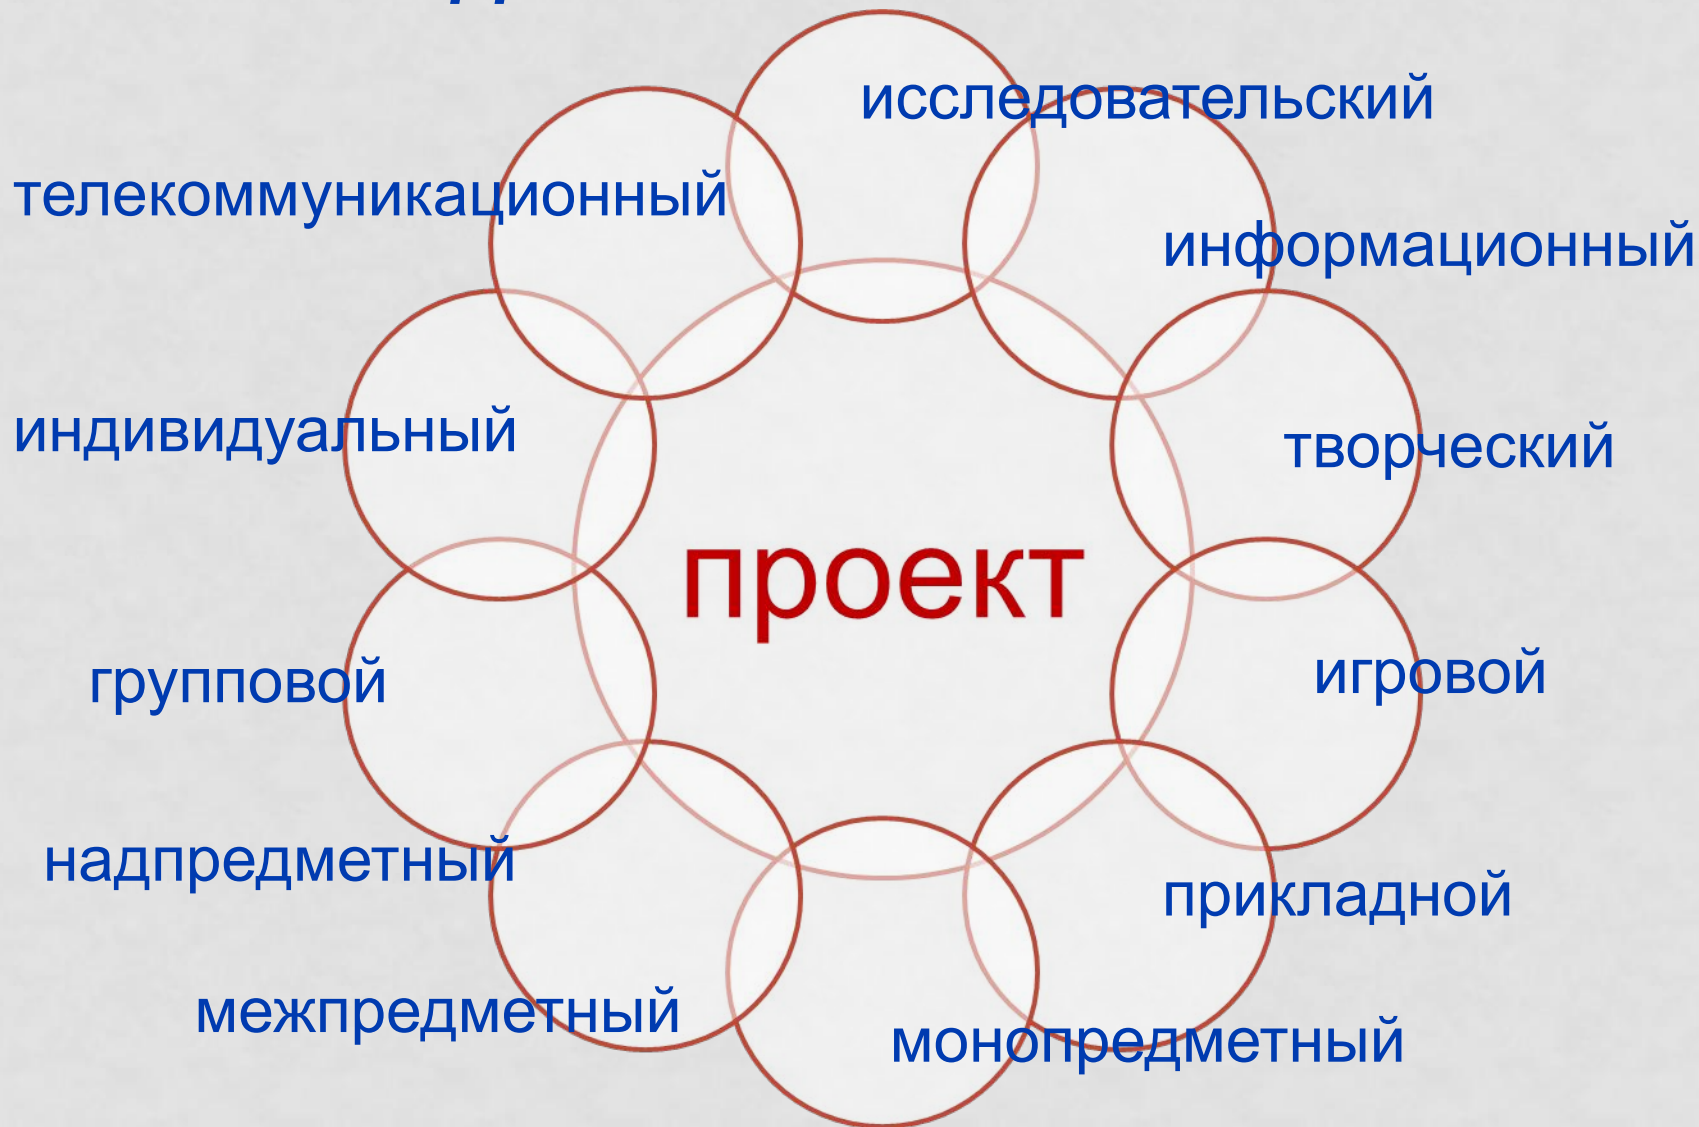 исследовательский
телекоммуникационный
информационный
индивидуальный
творческий
проект
групповой
игровой
надпредметный
прикладной
межпредметный
монопредметный